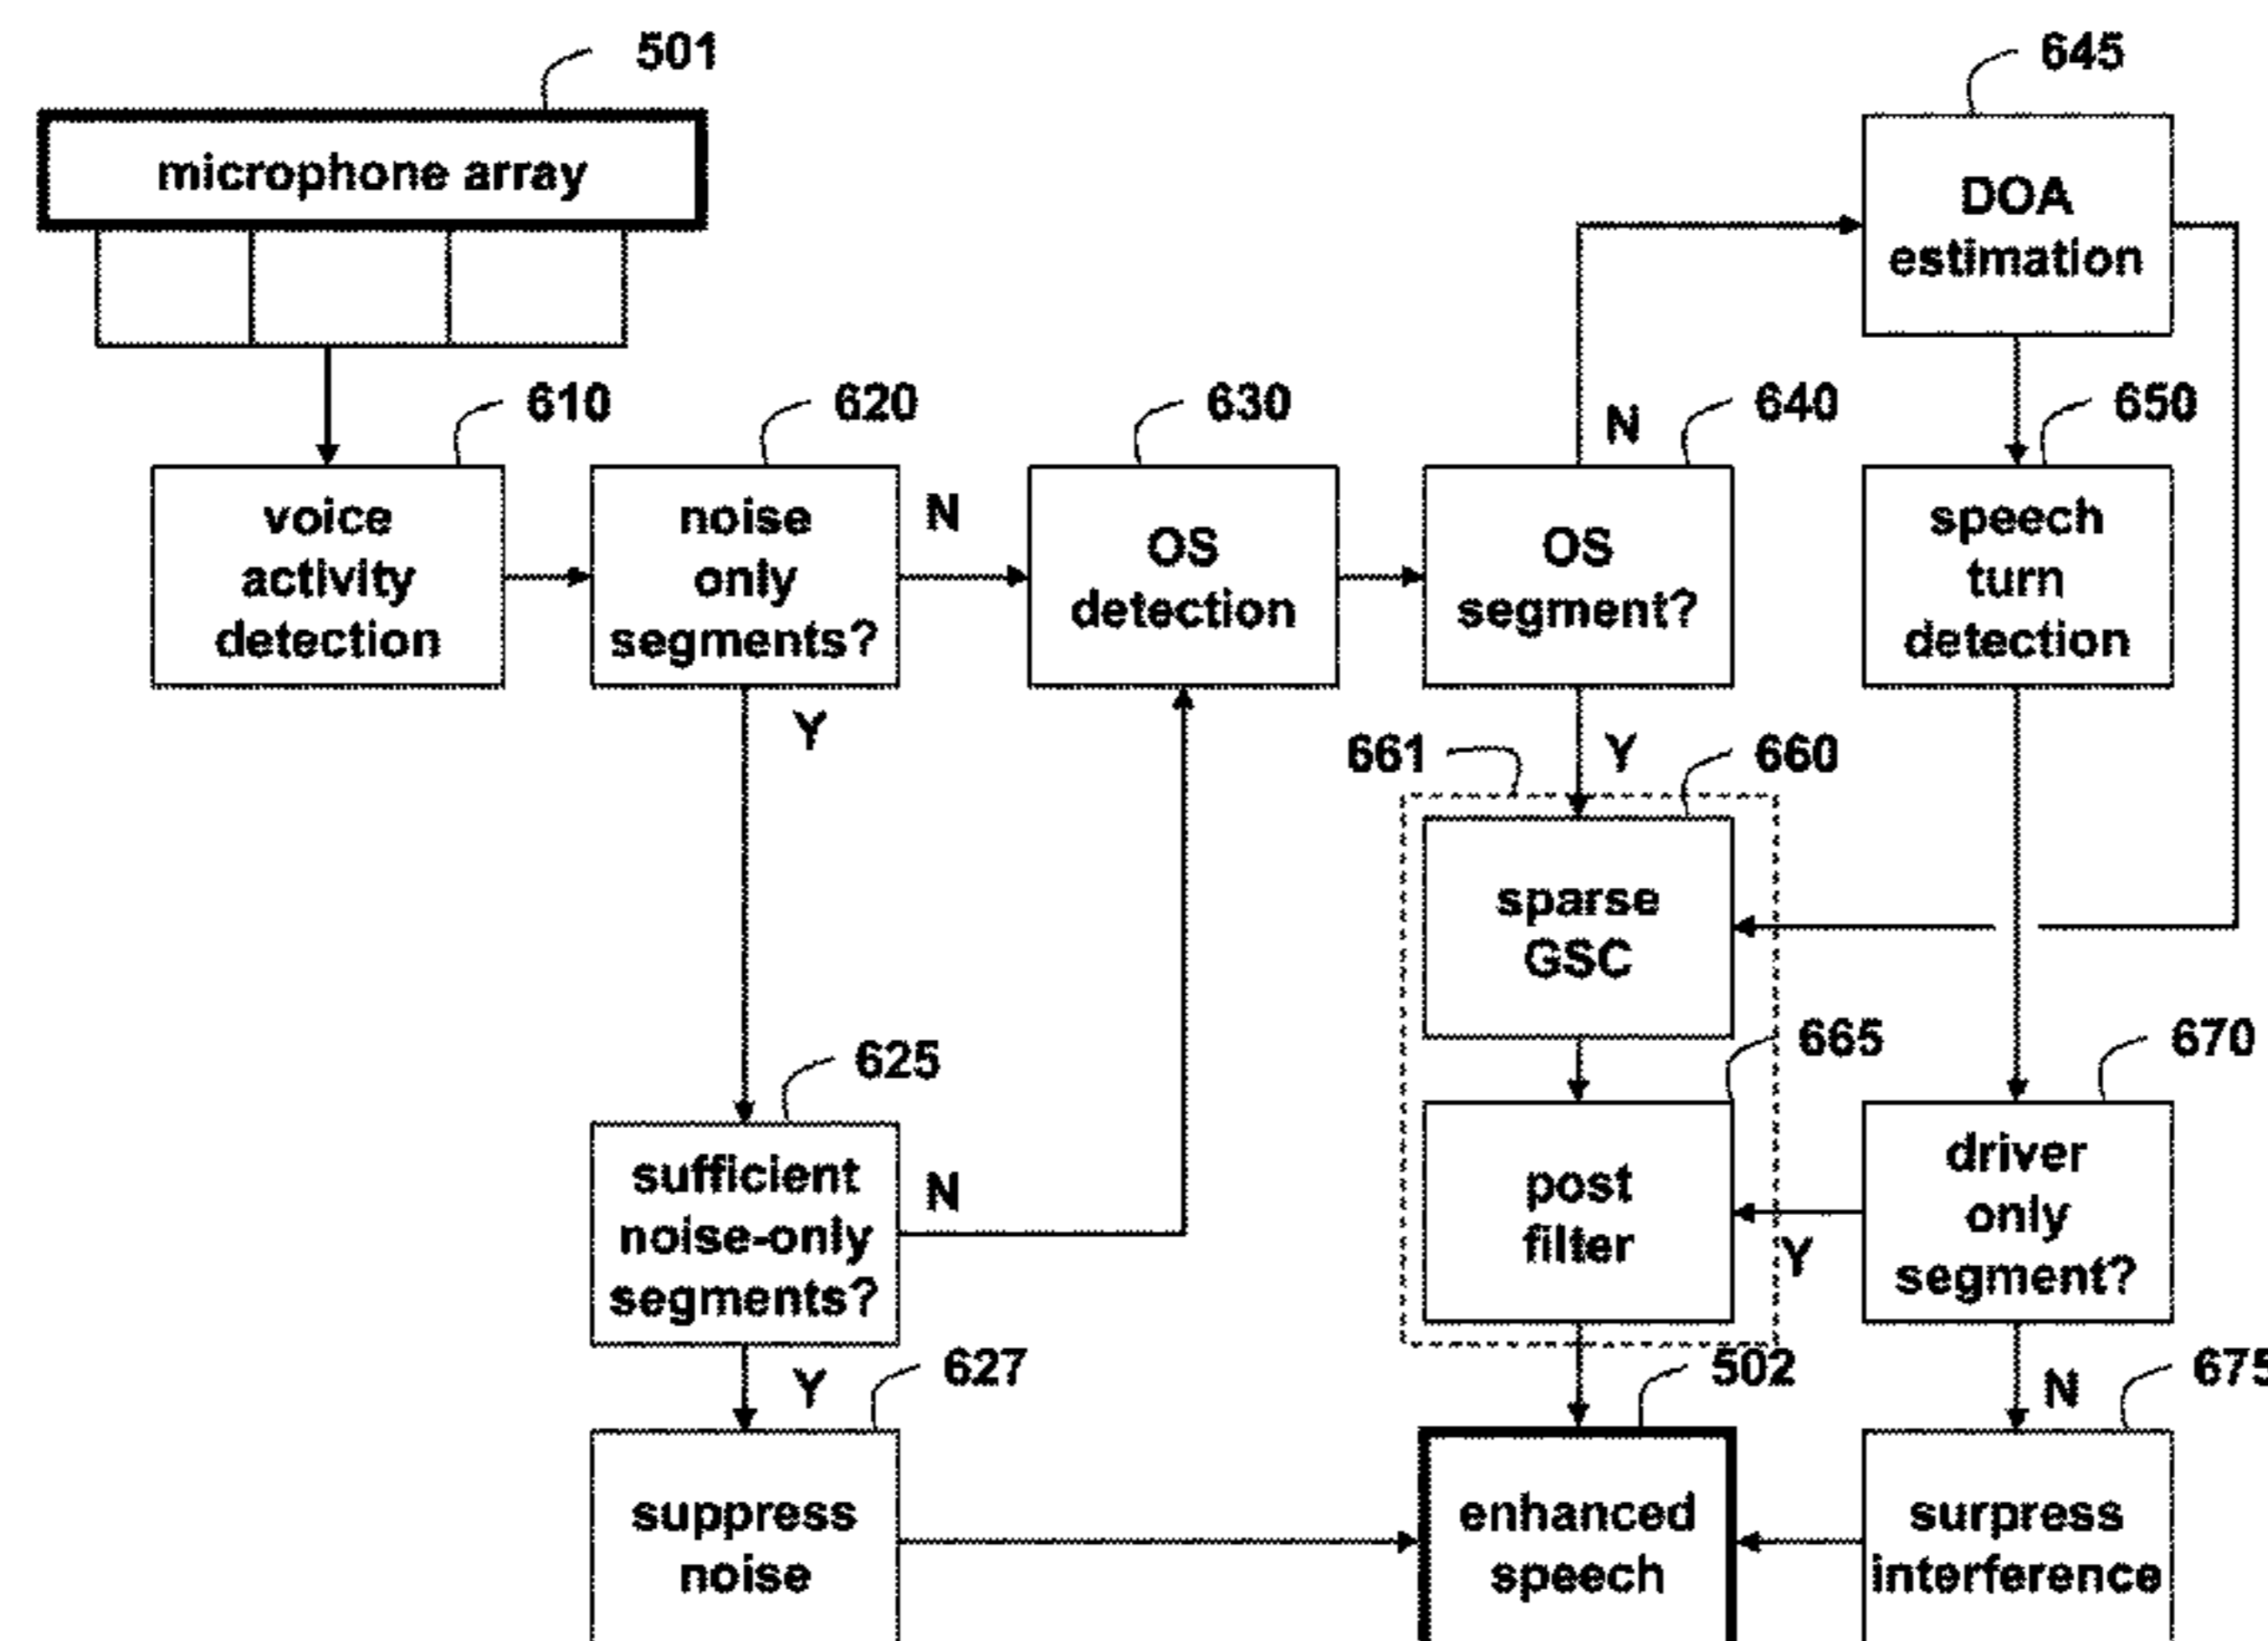 501
645
microphone array
DOA
estimation
610
620
630
N
640
650
voice
activity
detection
noise
only
segments?
N
OS
detection
OS
segment?
speech
turn
detection
Y
661
Y
660
sparse
GSC
625
665
670
sufficient
noise-only
segments?
N
post
filter
Y
driver
only
segment?
Y
627
502
N
675
suppress
noise
enhanced
speech
surpress
interference